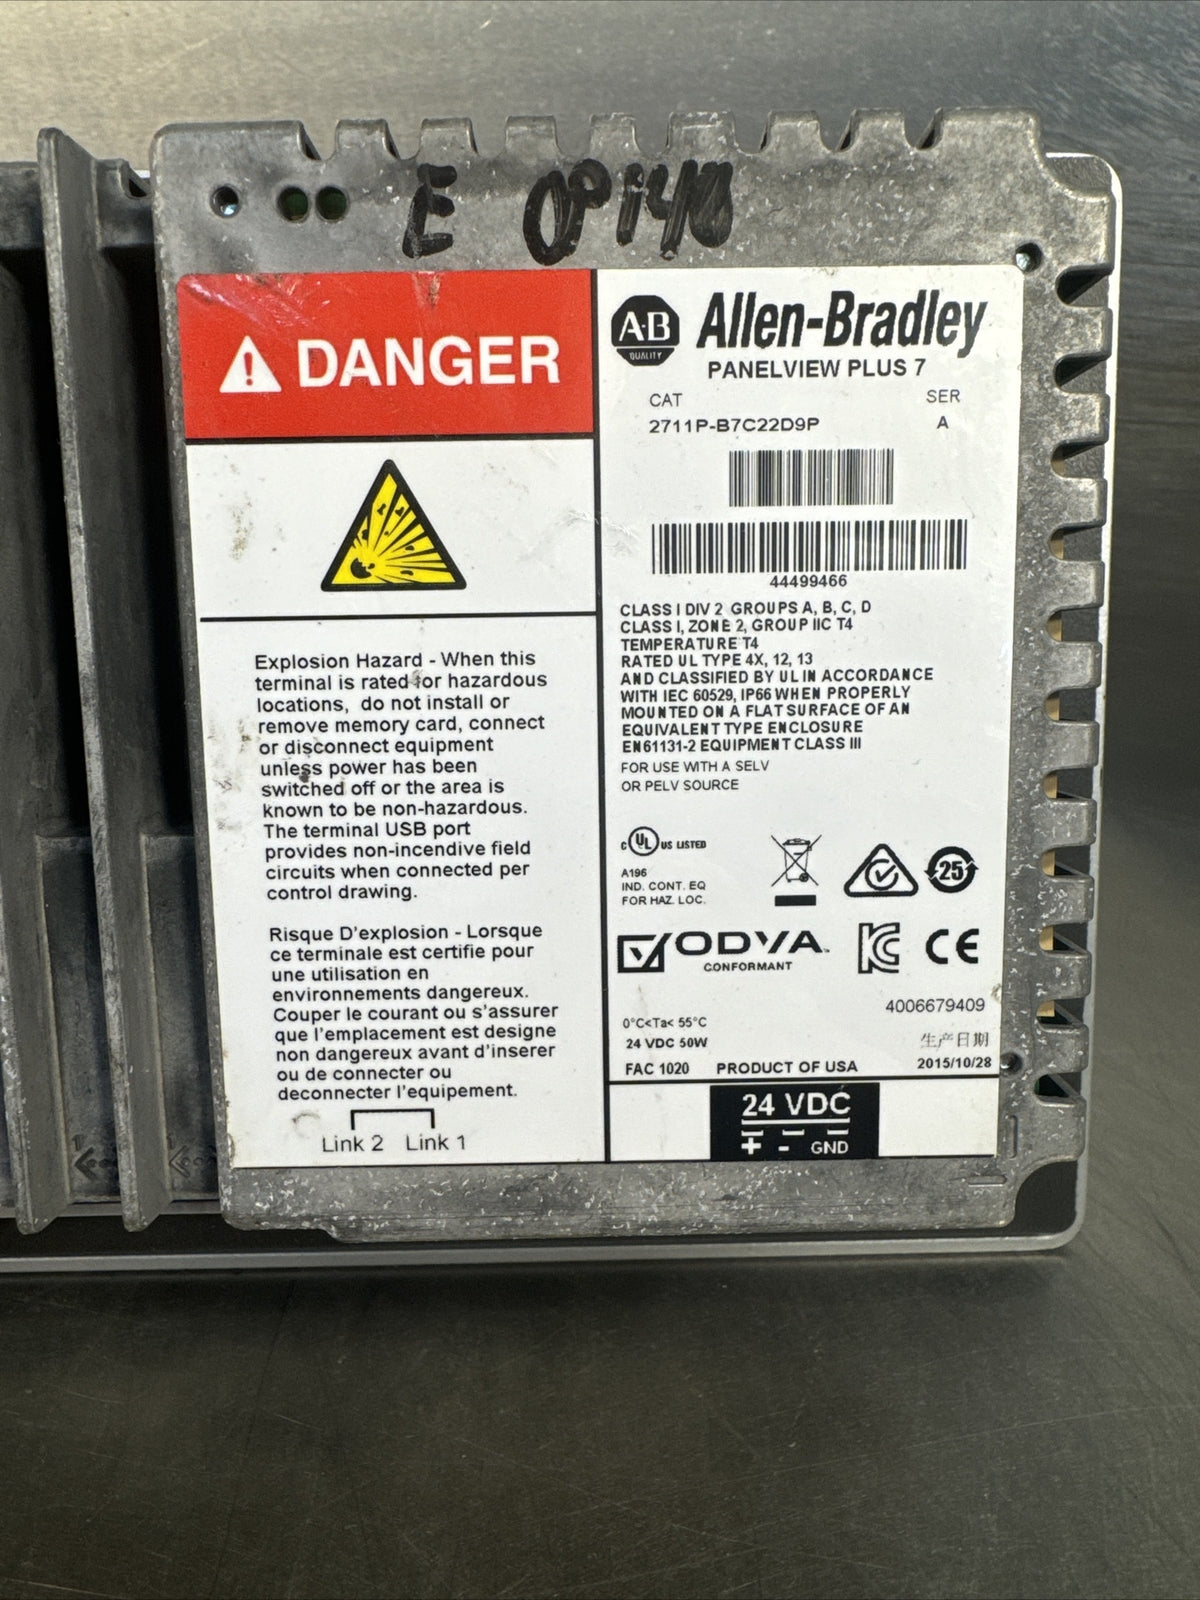 E
DANGER
Explosion Hazard - When this
terminal is rated for hazardous
locations, do not install or
remove memory card, connect
or disconnect equipment
unless power has been
switched off or the area is
known to be non-hazardous.
The terminal USB port
provides non-incendive field
circuits when connected per
control drawing.
Risque D'explosion - Lorsque
ce terminale est certifie pour
une utilisation en
environnements dangereux.
Couper le courant ou s'assurer
que l'emplacement est designe
non dangereux avant d'inserer
ou de connecter ou
deconnecter l'equipement.
Link 2 Link 1
A·B
QUALITY
Allen-Bradley
PANELVIEW PLUS 7
CAT SER
2711P-B7C22D9P A
44499466
CLASS I DIV 2 GROUPS A, B, C, D
CLASS I, ZONE 2, GROUP IIC T4
TEMPERATURE T4
RATED UL TYPE 4X, 12, 13
AND CLASSIFIED BY UL IN ACCORDANCE
WITH IEC 60529, IP66 WHEN PROPERLY
MOUNTED ON A FLAT SURFACE OF AN
EQUIVALENT TYPE ENCLOSURE
EN61131-2 EQUIPMENT CLASS III
FOR USE WITH A SELV
OR PELV SOURCE
C UL US LISTED
25
A196
IND. CONT. EQ
FOR HAZ. LOC.
ODVA
CONFORMANT
KC CE
4006679409
0°C<Ta< 55°C
生产日期
24 VDC 50W
2015/10/28
FAC 1020 PRODUCT OF USA
24 VDC
+ - GND